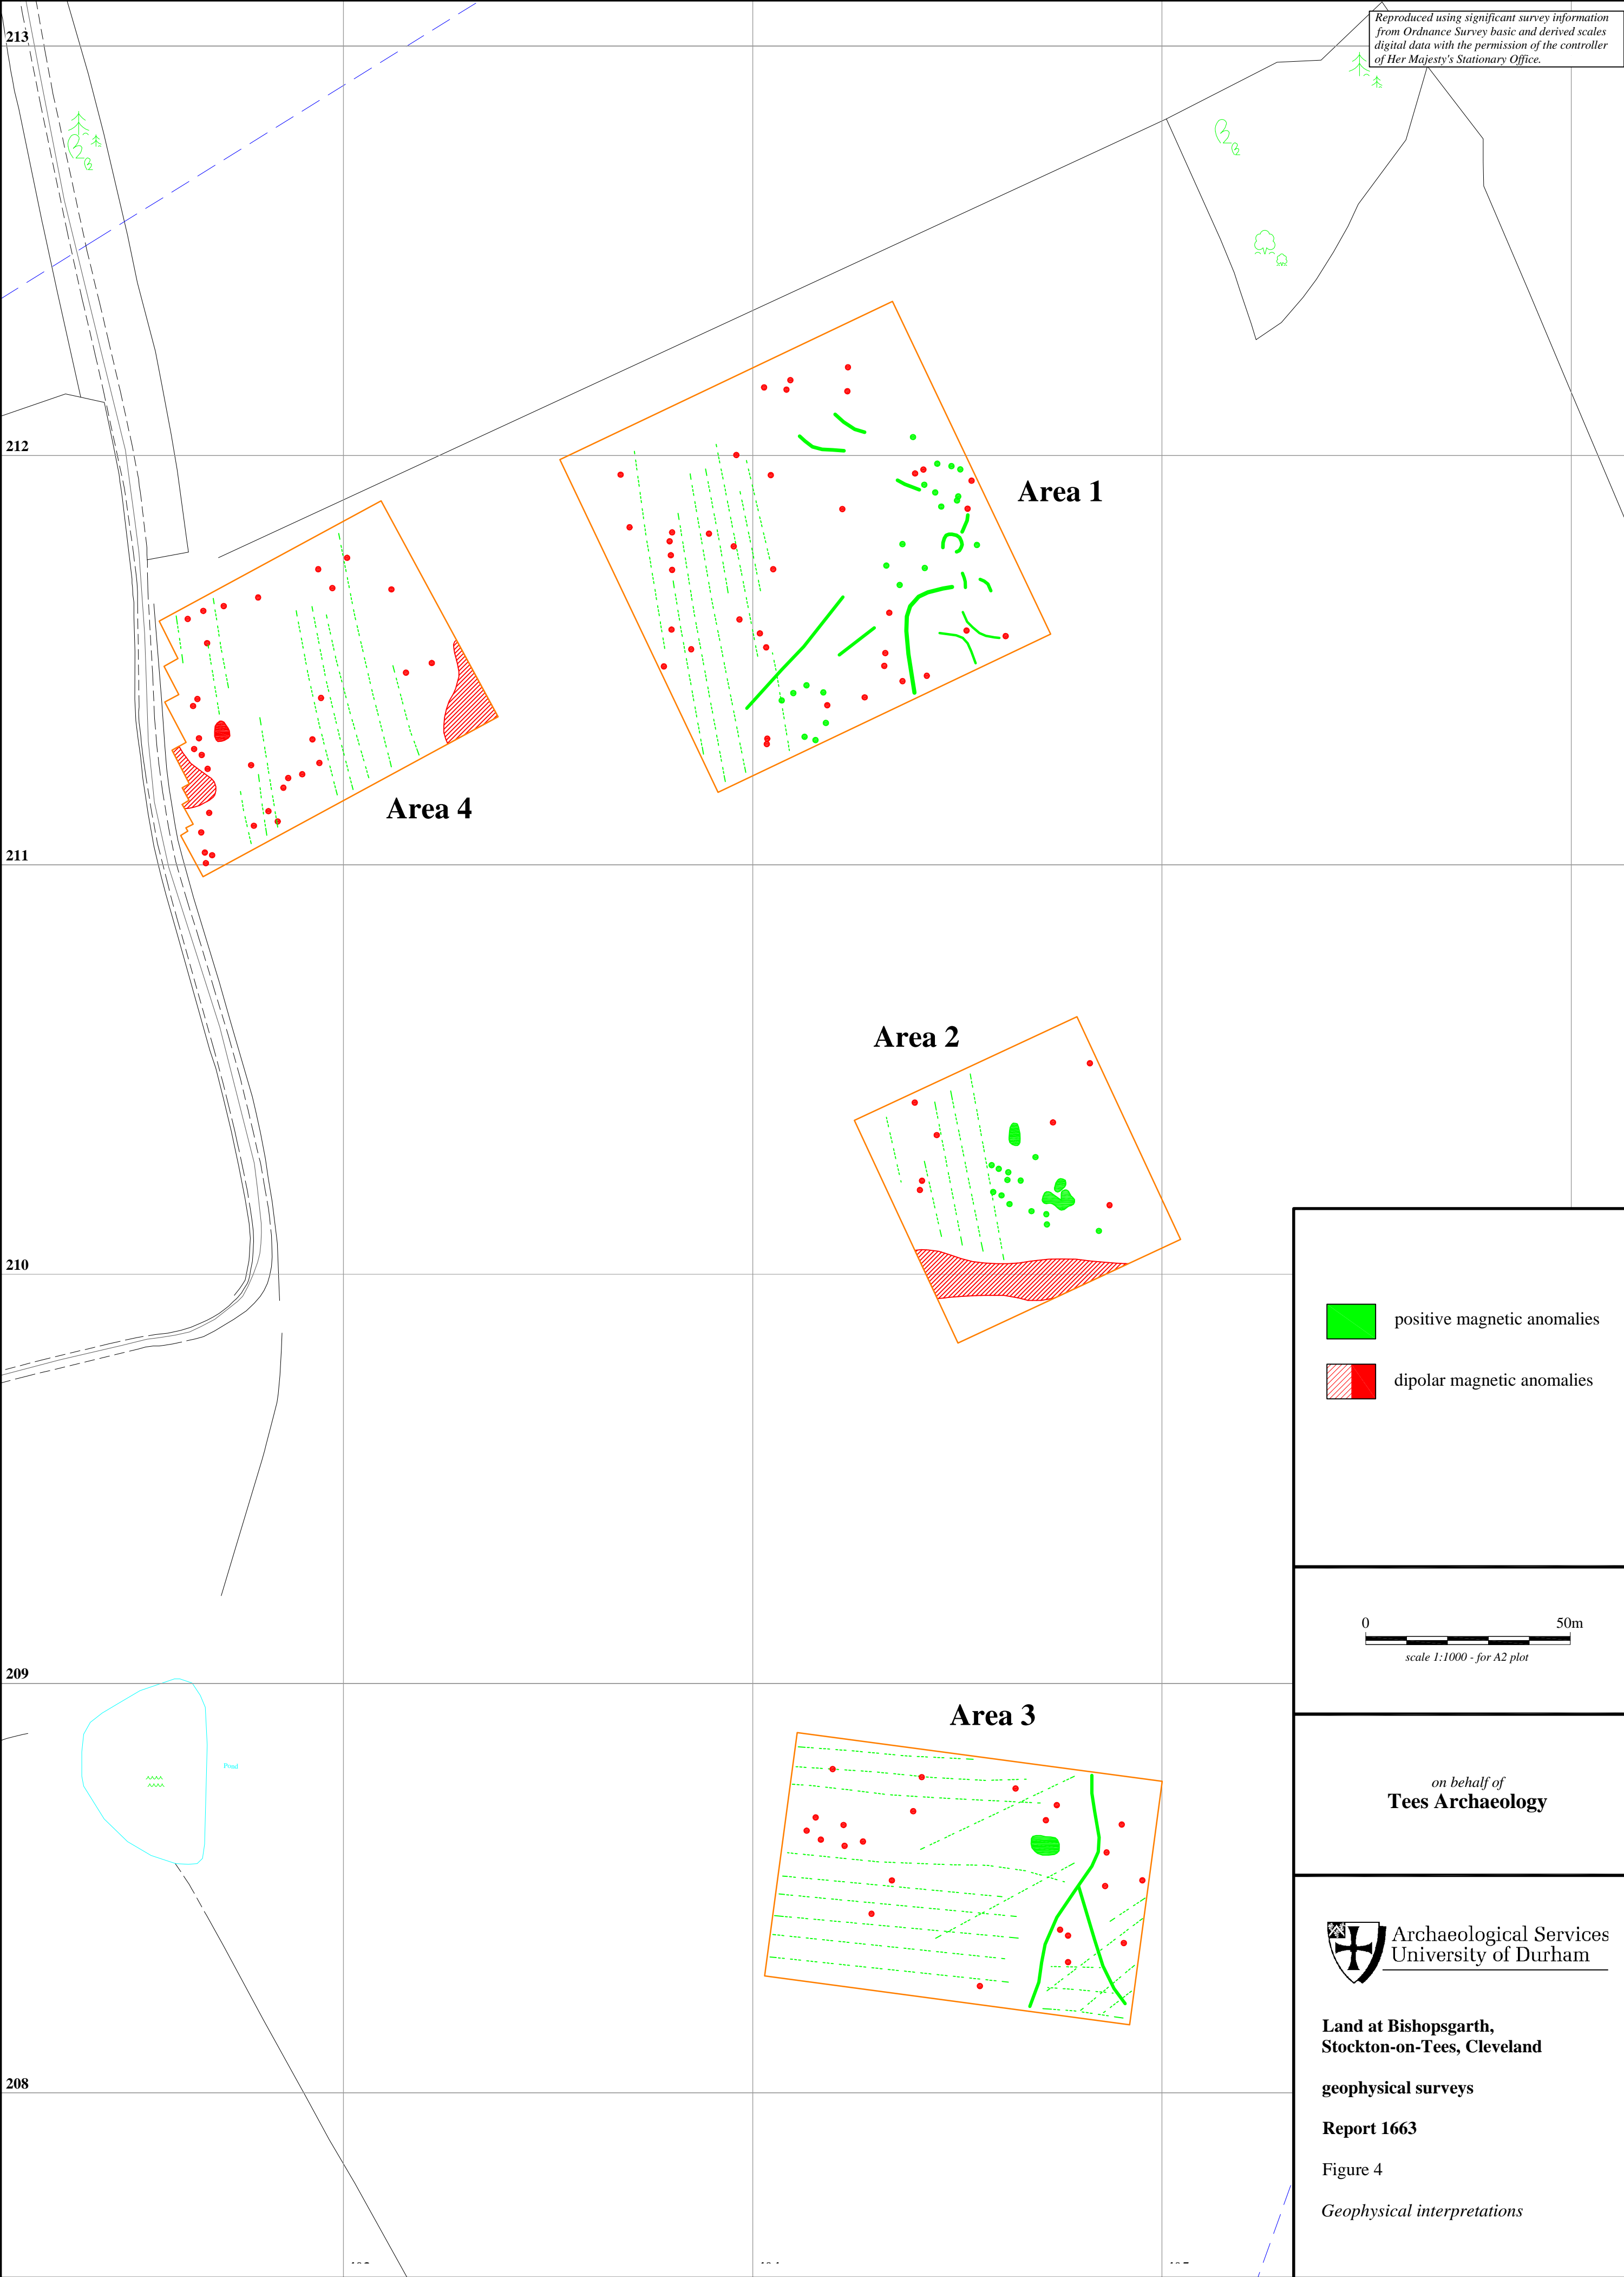 Reproduced using significant survey information
from Ordnance Survey basic and derived scales
digital data with the permission of the controller
of Her Majesty's Stationary Office.
213
212
Area 1
Area 4
211
Area 2
210
positive magnetic anomalies
dipolar magnetic anomalies
0 50m
scale 1:1000 - for A2 plot
209
Area 3
Pond
on behalf of
Tees Archaeology
Archaeological Services
University of Durham
Land at Bishopsgarth,
Stockton-on-Tees, Cleveland
geophysical surveys
Report 1663
208
Figure 4
Geophysical interpretations